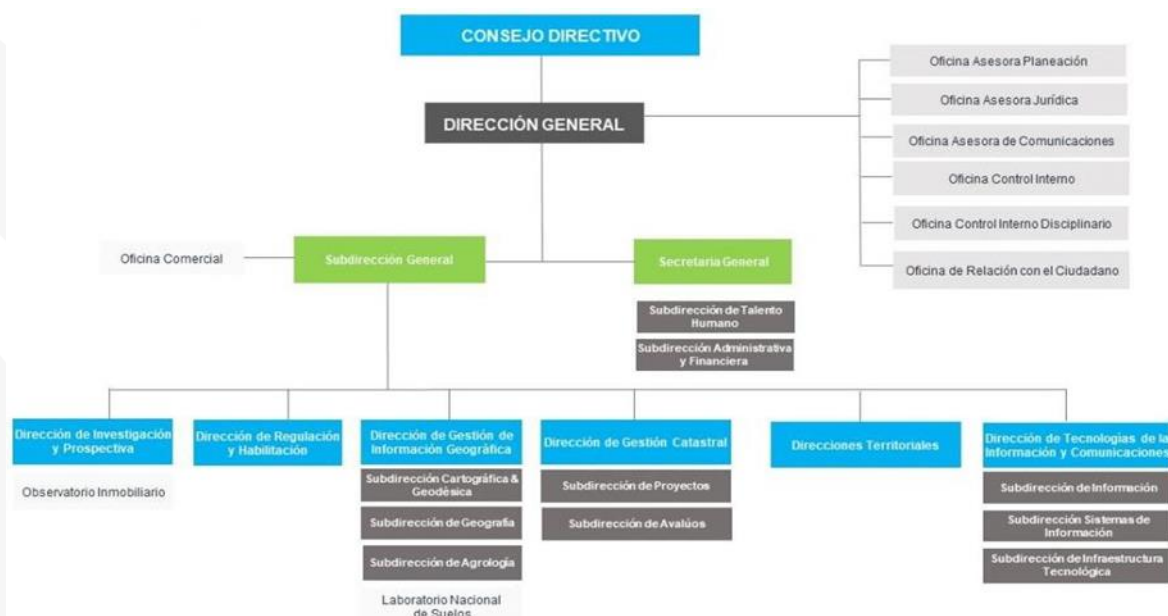 CONSEJO DIRECTIVO
DIRECCIÓN GENERAL
Oficina Asesora Planeación
Oficina Asesora Jurídica
Oficina Asesora de Comunicaciones
Oficina Control Interno
Oficina Control Interno Disciplinario
Oficina de Relación con el Ciudadano
Oficina Comercial
Subdirección General
Secretaria General
Subdirección de Talento
Humano
Subdirección Administrativa
y Financiera
Dirección de Investigación
y Prospectiva
Observatorio Inmobiliario
Dirección de Regulación
y Habilitación
Dirección de Gestión de
Información Geográfica
Subdirección Cartográfica &
Geodésica
Subdirección de Geografía
Subdirección de Agrología
Laboratorio Nacional
de Suelos
Dirección de Gestión Catastral
Subdirección de Proyectos
Subdirección de Avalúos
Direcciones Territoriales
Dirección de Tecnologías de la
Información y Comunicaciones
Subdirección de Información
Subdirección Sistemas de
Información
Subdirección de Infraestructura
Tecnológica